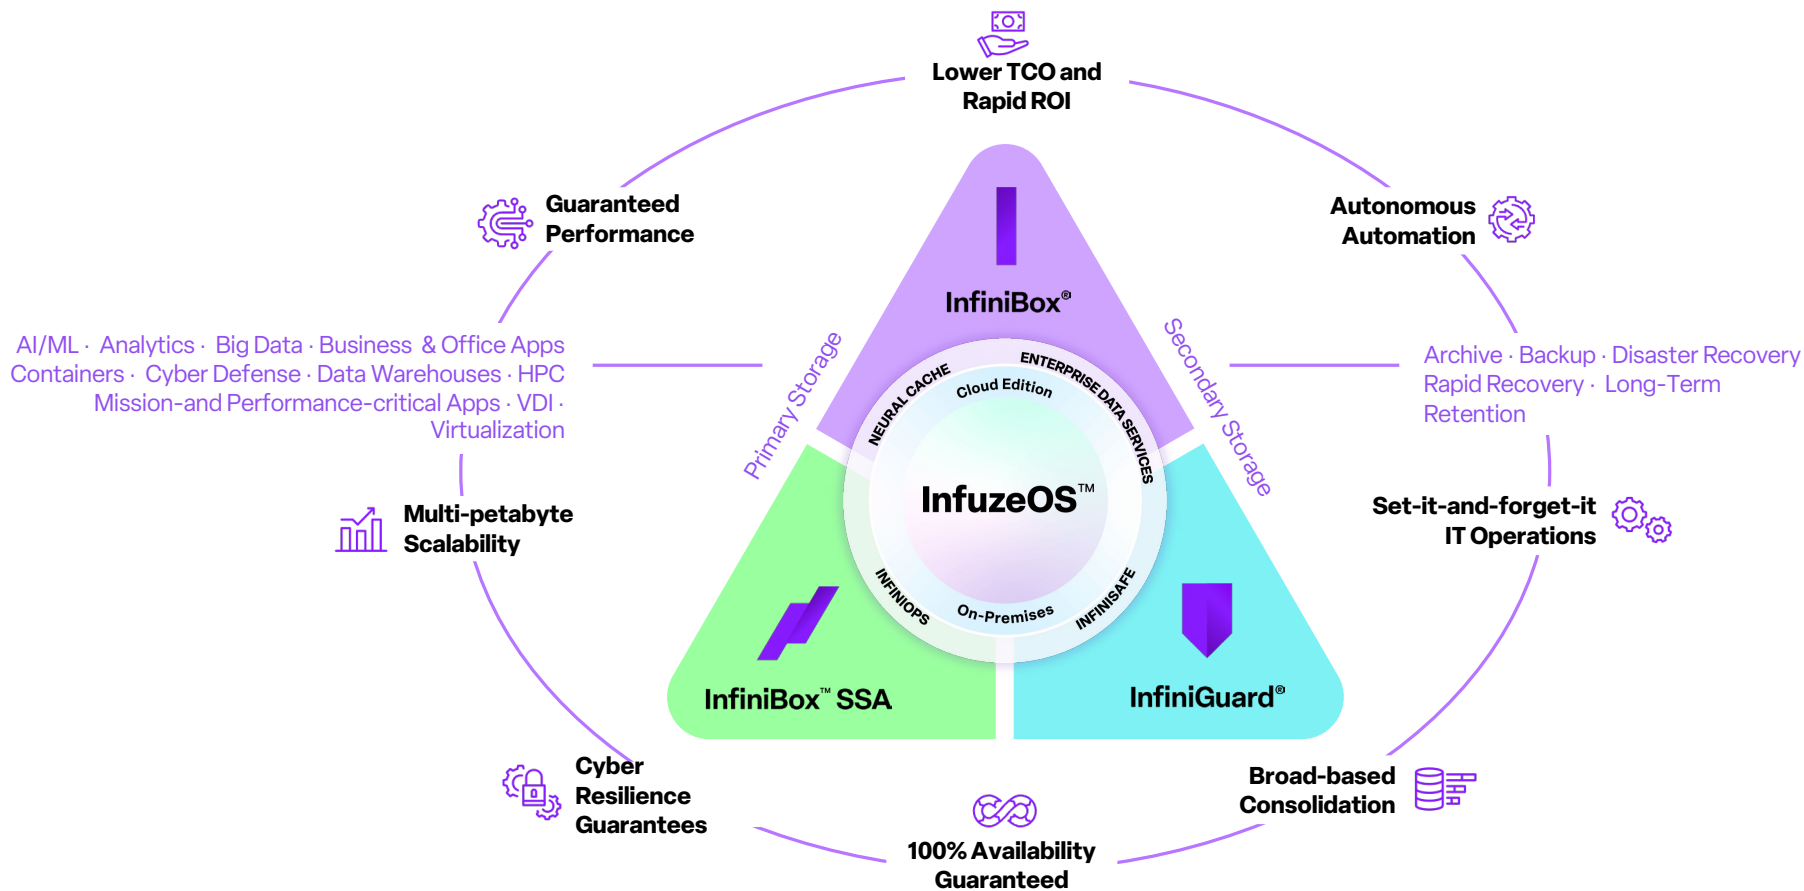 Lower TCO and
Rapid ROI
Guaranteed
Performance
Autonomous
Automation
InfiniBox®
AI/ML · Analytics · Big Data · Business & Office Apps
Containers · Cyber Defense · Data Warehouses · HPC
Mission-and Performance-critical Apps · VDI ·
Virtualization
Primary Storage
Secondary Storage
Archive · Backup · Disaster Recovery
Rapid Recovery · Long-Term
Retention
NEURAL CACHE
ENTERPRISE DATA SERVICES
Cloud Edition
InfuzeOS™
On-Premises
INFINIOPS
INFINISAFE
Multi-petabyte
Scalability
Set-it-and-forget-it
IT Operations
InfiniBox™ SSA
InfiniGuard®
Cyber
Resilience
Guarantees
Broad-based
Consolidation
100% Availability
Guaranteed